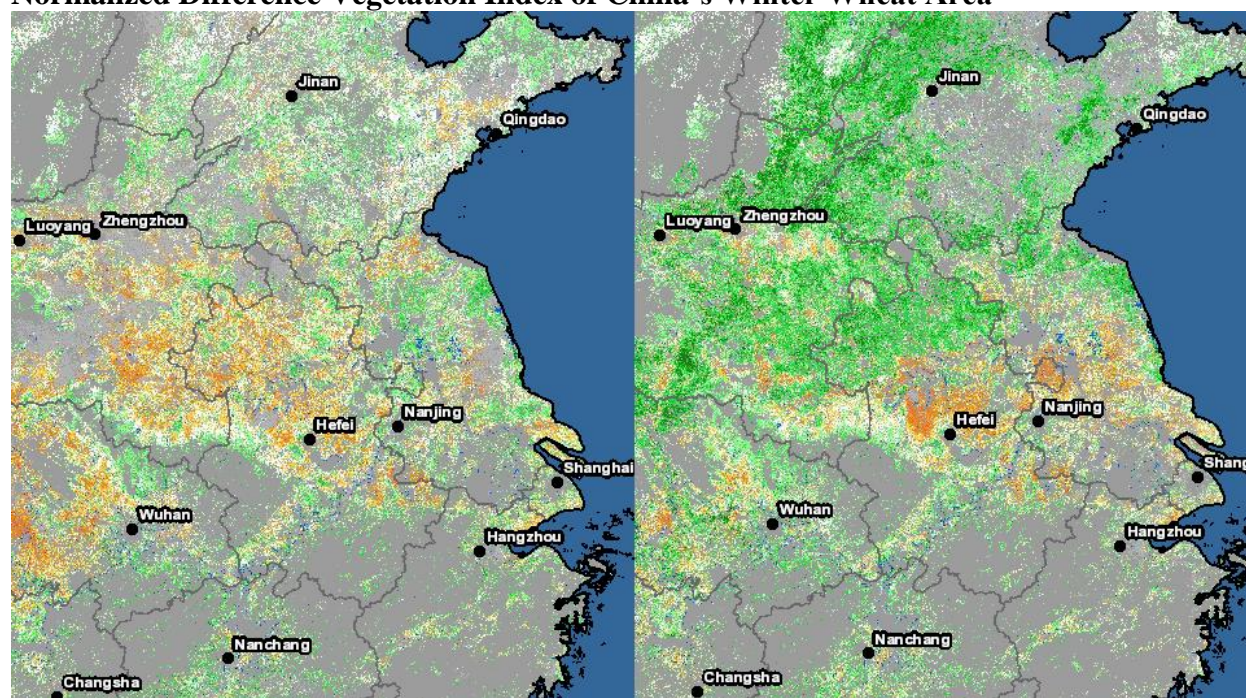 Normalized Difference Vegetation Index of China's Winter Wheat Area
Jinan
Qingdao
Luoyang
Zhengzhou
Hefei
Nanjing
Shanghai
Wuhan
Hangzhou
Nanchang
Changsha
Jinan
Qingdao
Luoyang
Zhengzhou
Hefei
Nanjing
Shang
Wuhan
Hangzhou
Nanchang
Changsha